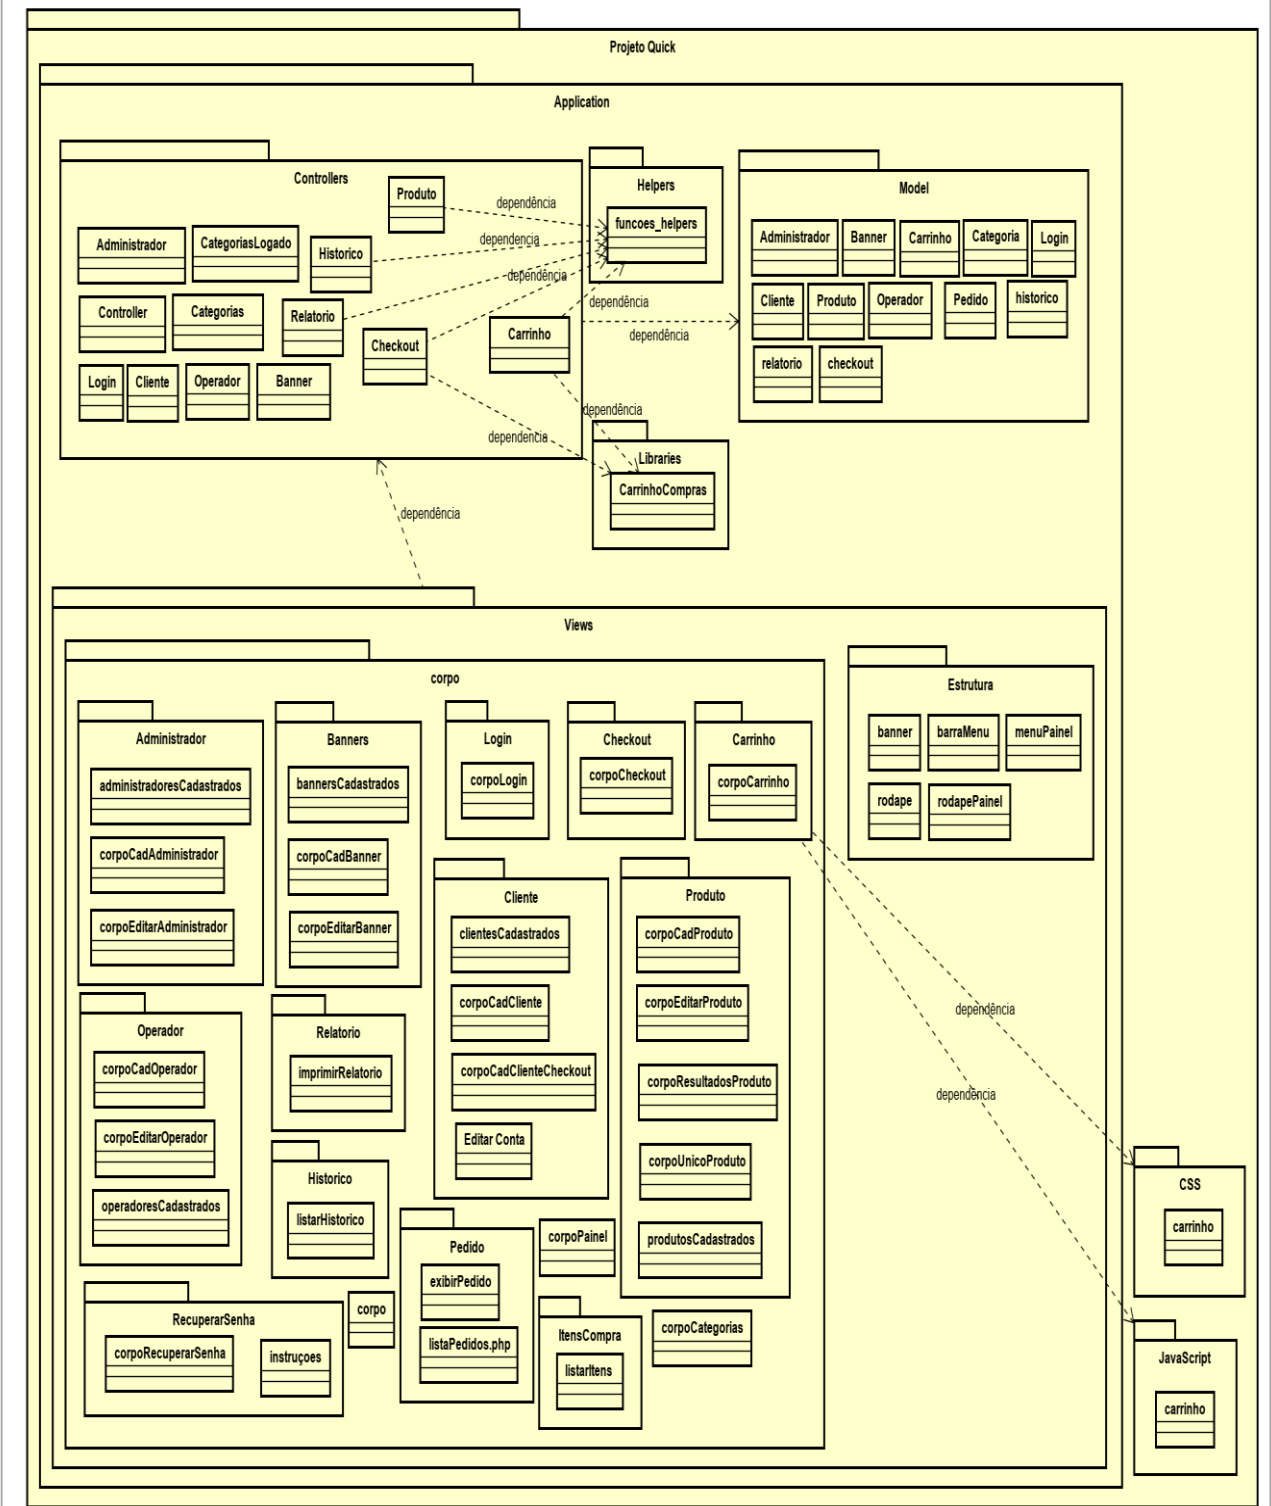 Projeto Quick
Application
Controllers
Produto
Administrador
CategoriasLogado
Historico
Controller
Categorias
Relatorio
Checkout
Carrinho
Login
Cliente
Operador
Banner
dependência
dependencia
dependência
dependência
dependência
dependência
dependencia
dependência
Helpers
funcoes_helpers
Model
Administrador
Banner
Carrinho
Categoria
Login
Cliente
Produto
Operador
Pedido
historico
relatorio
checkout
Libraries
CarrinhoCompras
Views
corpo
Administrador
administradoresCadastrados
corpoCadAdministrador
corpoEditarAdministrador
Banners
bannersCadastrados
corpoCadBanner
corpoEditarBanner
Login
corpoLogin
Checkout
corpoCheckout
Carrinho
corpoCarrinho
Estrutura
banner
barraMenu
menuPainel
rodape
rodapePainel
Cliente
clientesCadastrados
corpoCadCliente
corpoCadClienteCheckout
Editar Conta
Produto
corpoCadProduto
corpoEditarProduto
corpoResultadosProduto
corpoUnicoProduto
produtosCadastrados
Operador
corpoCadOperador
corpoEditarOperador
operadoresCadastrados
Relatorio
imprimirRelatorio
Historico
listarHistorico
Pedido
exibirPedido
listaPedidos.php
corpoPainel
RecuperarSenha
corpoRecuperarSenha
instruçoes
corpo
ItensCompra
listarItens
corpoCategorias
dependência
dependência
CSS
carrinho
JavaScript
carrinho